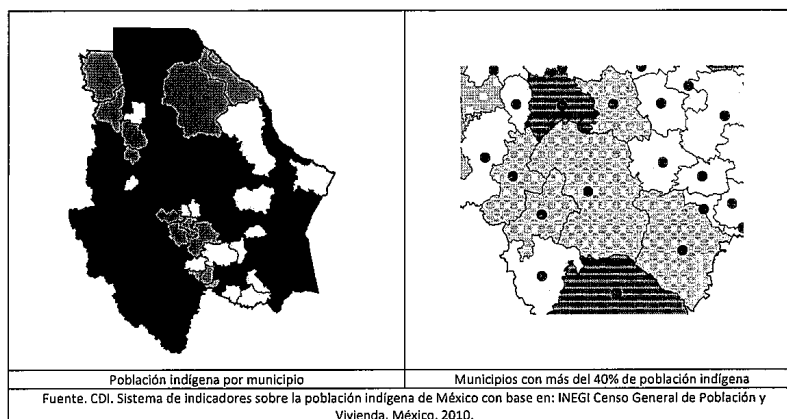 Población indígena por municipio
Municipios con más del 40% de población indígena
Fuente. CDI. Sistema de indicadores sobre la población indígena de México con base en: INEGI Censo General de Población y
Vivienda. México. 2010.